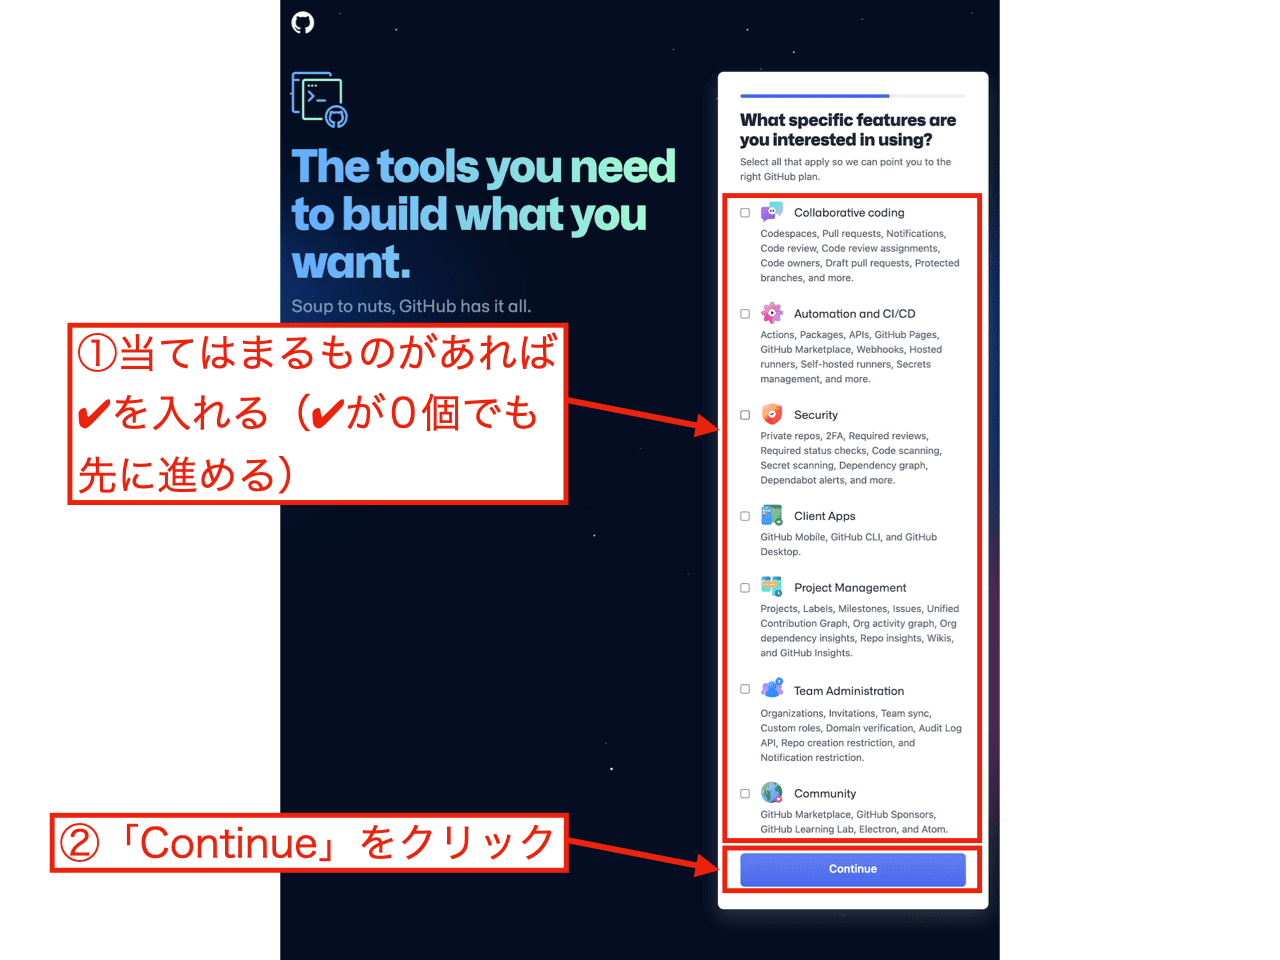 The tools you need
to build what you
want.
Soup to nuts, GitHub has it all.
①当てはまるものがあれば
✔を入れる（✔が０個でも
先に進める）
②「Continue」をクリック
What specific features are
you interested in using?
Select all that apply so we can point you to the
right GitHub plan.
Collaborative coding
Codespaces, Pull requests, Notifications,
Code review, Code review assignments,
Code owners, Draft pull requests, Protected
branches, and more.
Automation and CI/CD
Actions, Packages, APIs, GitHub Pages,
GitHub Marketplace, Webhooks, Hosted
runners, Self-hosted runners, Secrets
management, and more.
Security
Private repos, 2FA, Required reviews,
Required status checks, Code scanning,
Secret scanning, Dependency graph,
Dependabot alerts, and more.
Client Apps
GitHub Mobile, GitHub CLI, and GitHub
Desktop.
Project Management
Projects, Labels, Milestones, Issues, Unified
Contribution Graph, Org activity graph, Org
dependency insights, Repo insights, Wikis,
and GitHub Insights.
Team Administration
Organizations, Invitations, Team sync,
Custom roles, Domain verification, Audit Log
API, Repo creation restriction, and
Notification restriction.
Community
GitHub Marketplace, GitHub Sponsors,
GitHub Learning Lab, Electron, and Atom.
Continue